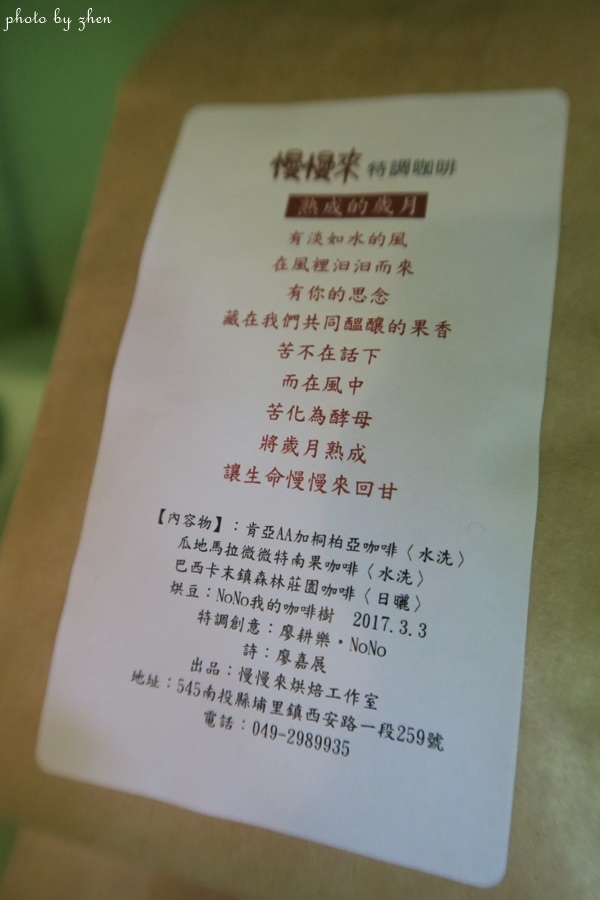 photo by zhen
慢慢來 特調咖啡
熟成的歲月
有淡如水的風
在風裡汩汩而來
有你的思念
藏在我們共同醞釀的果香
苦不在話下
而在風中
苦化為酵母
將歲月熟成
讓生命慢慢來回甘
【內容物】：肯亞AA加桐柏亞咖啡〈水洗〉
瓜地馬拉微微特南果咖啡〈水洗〉
巴西卡末鎮森林莊園咖啡〈日曬〉
烘豆：NoNo我的咖啡樹 2017.3.3
特調創意：廖耕樂·NoNo
詩：廖嘉展
出品：慢慢來烘焙工作室
地址：545南投縣埔里鎮西安路一段259號
電話：049-2989935